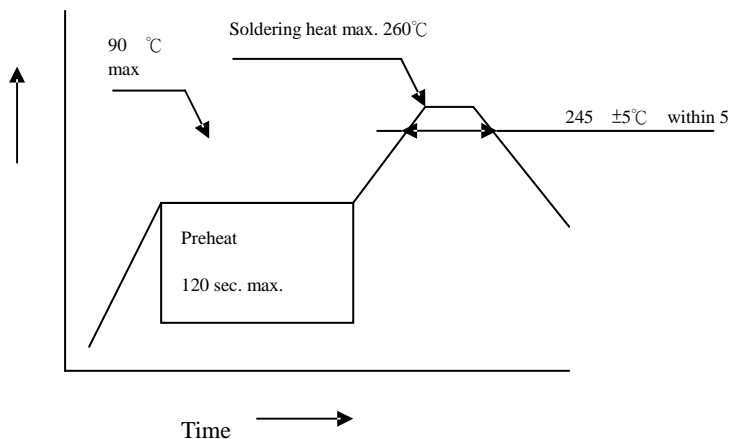 Soldering heat max. 260℃
90 ℃
max
245 ±5℃ within 5
Preheat
120 sec. max.
Time